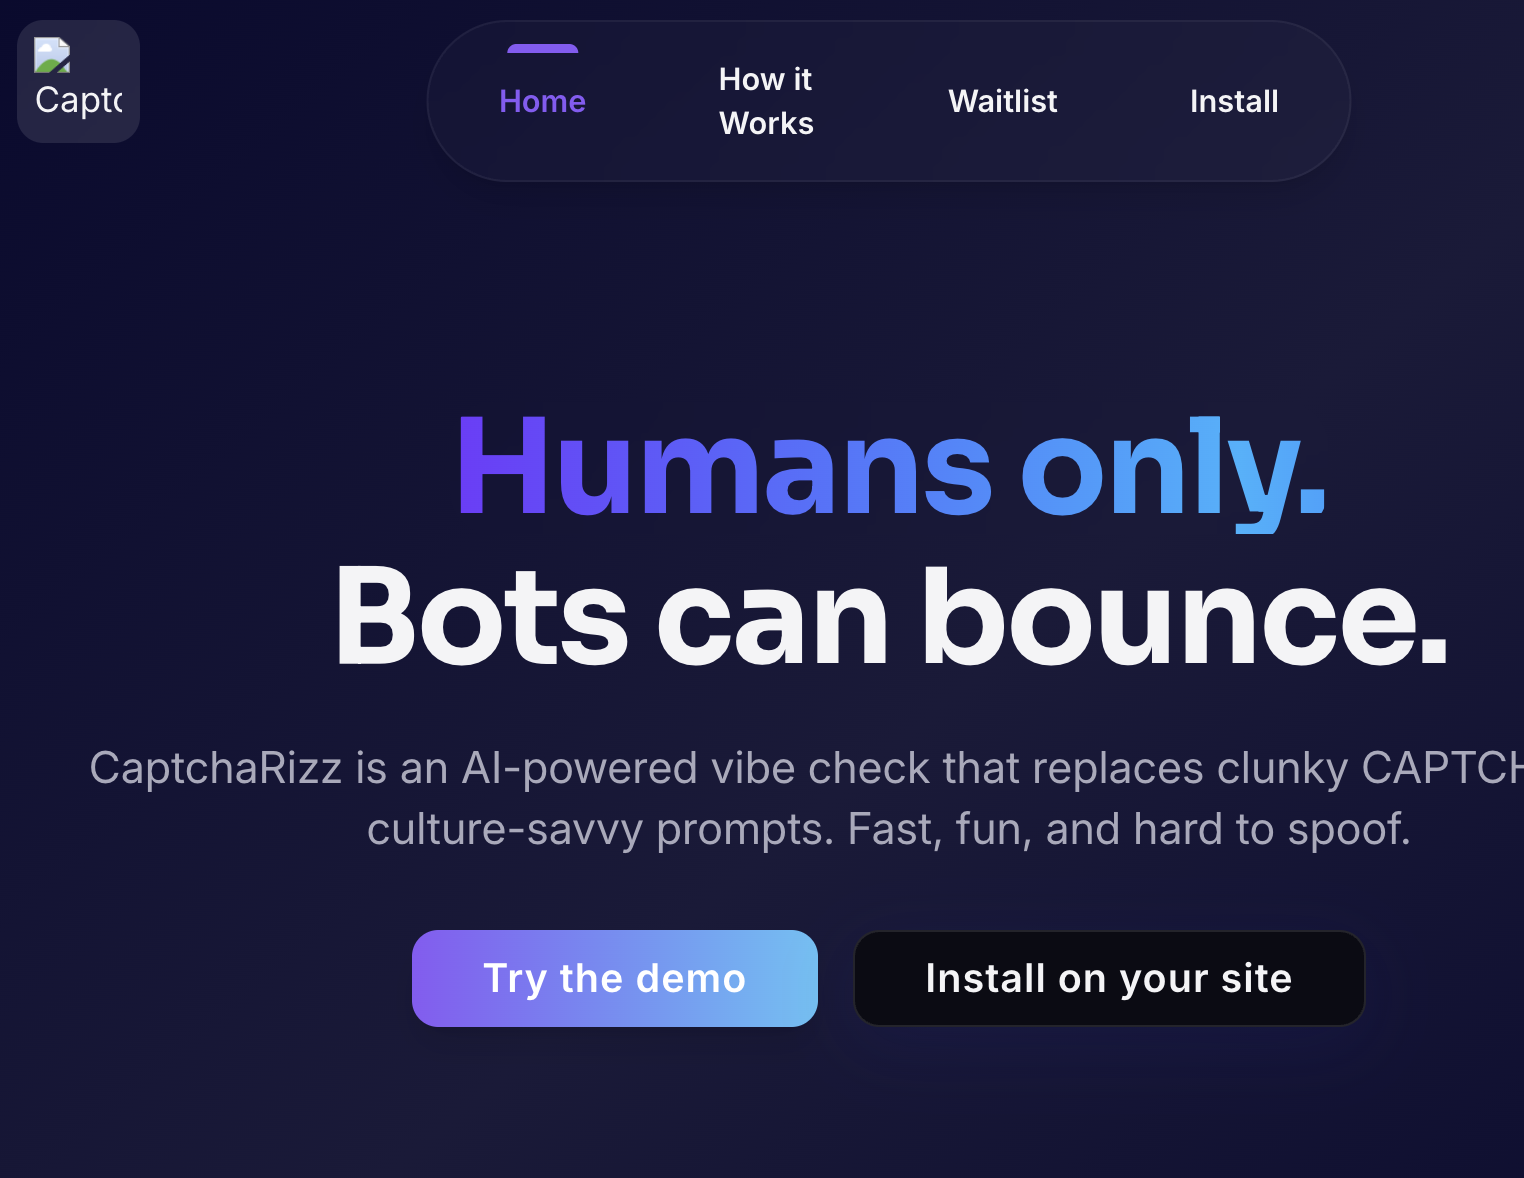 Capto
Home
How it
Works
Waitlist
Install
Humans only.
Bots can bounce.
CaptchaRizz is an AI-powered vibe check that replaces clunky CAPTCH
culture-savvy prompts. Fast, fun, and hard to spoof.
Try the demo
Install on your site